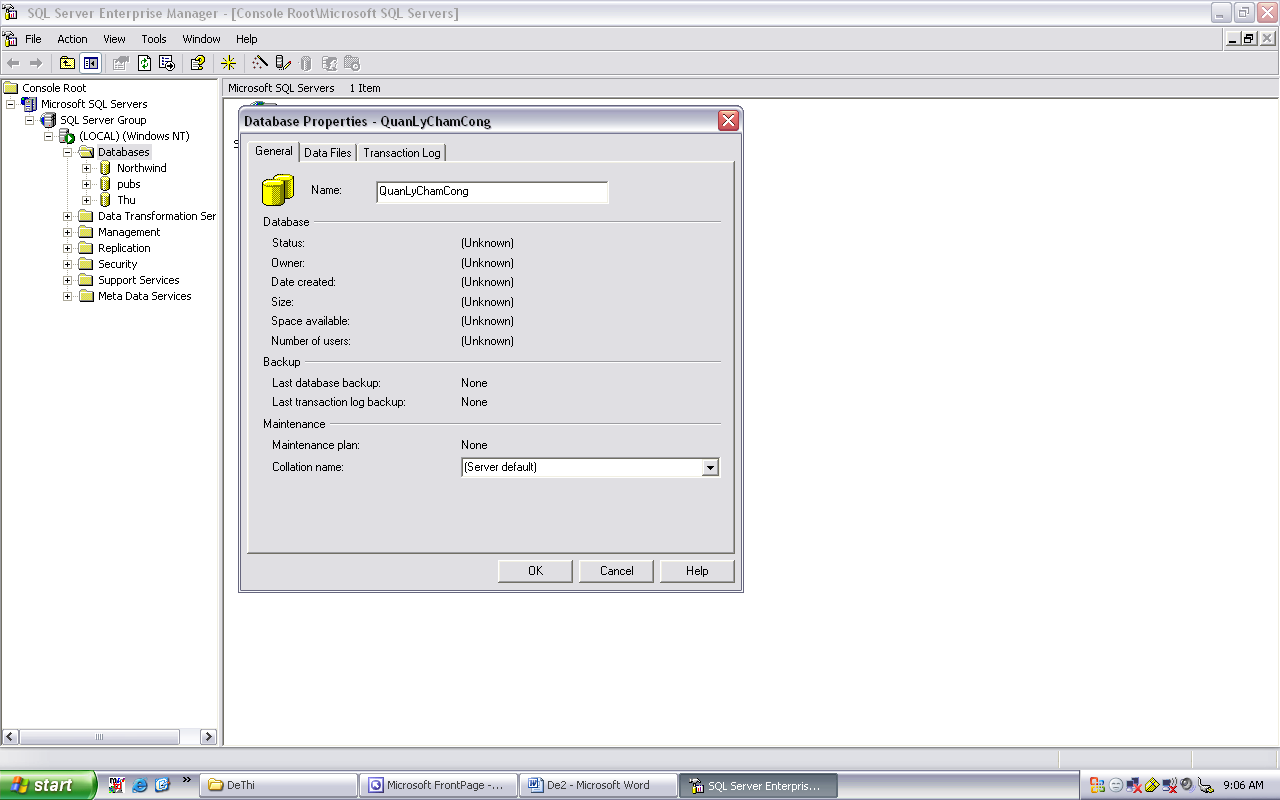 SQL Server Enterprise Manager - [Console Root\Microsoft SQL Servers]
File Action View Tools Window Help
Console Root
Microsoft SQL Servers
SQL Server Group
(LOCAL) (Windows NT)
Databases
Northwind
pubs
Thu
Data Transformation Ser
Management
Replication
Security
Support Services
Meta Data Services
Microsoft SQL Servers 1 Item
Database Properties - QuanLyChamCong
General Data Files Transaction Log
Name: QuanLyChamCong
Database
Status: (Unknown)
Owner: (Unknown)
Date created: (Unknown)
Size: (Unknown)
Space available: (Unknown)
Number of users: (Unknown)
Backup
Last database backup: None
Last transaction log backup: None
Maintenance
Maintenance plan: None
Collation name: (Server default)
OK Cancel Help
start DeThi Microsoft FrontPage -... De2 - Microsoft Word SQL Server Enterpris... 9:06 AM